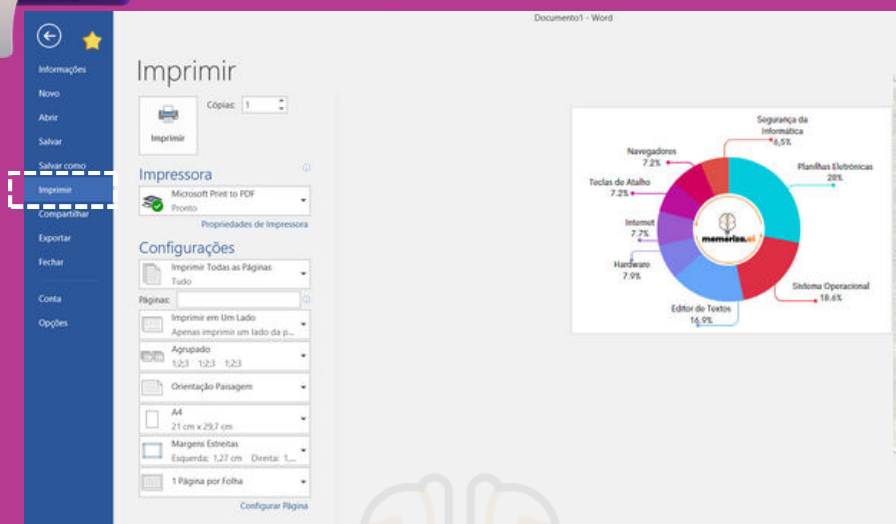 Documento1 - Word
Informações
Novo
Abrir
Salvar
Salvar como
Imprimir
Compartilhar
Exportar
Fechar
Conta
Opções
Imprimir
Cópias: 1
Imprimir
Impressora
Microsoft Print to PDF
Pronto
Propriedades de Impressora
Configurações
Imprimir Todas as Páginas
Tudo
Páginas:
Imprimir em Um Lado
Apenas imprimir um lado da p...
Agrupado
1;2;3 1;2;3 1;2;3
Orientação Paisagem
A4
21 cm x 29,7 cm
Margens Estreitas
Esquerda: 1,27 cm Direita: 1,...
1 Página por Folha
Configurar Página
Segurança da
Informática
6,5%
Planilhas Eletrônicas
28%
Sistema Operacional
18.6%
Editor de Textos
16.9%
Hardware
7.9%
Internet
7.7%
Teclas de Atalho
7.2%
Navegadores
7.2%
memorize.ai